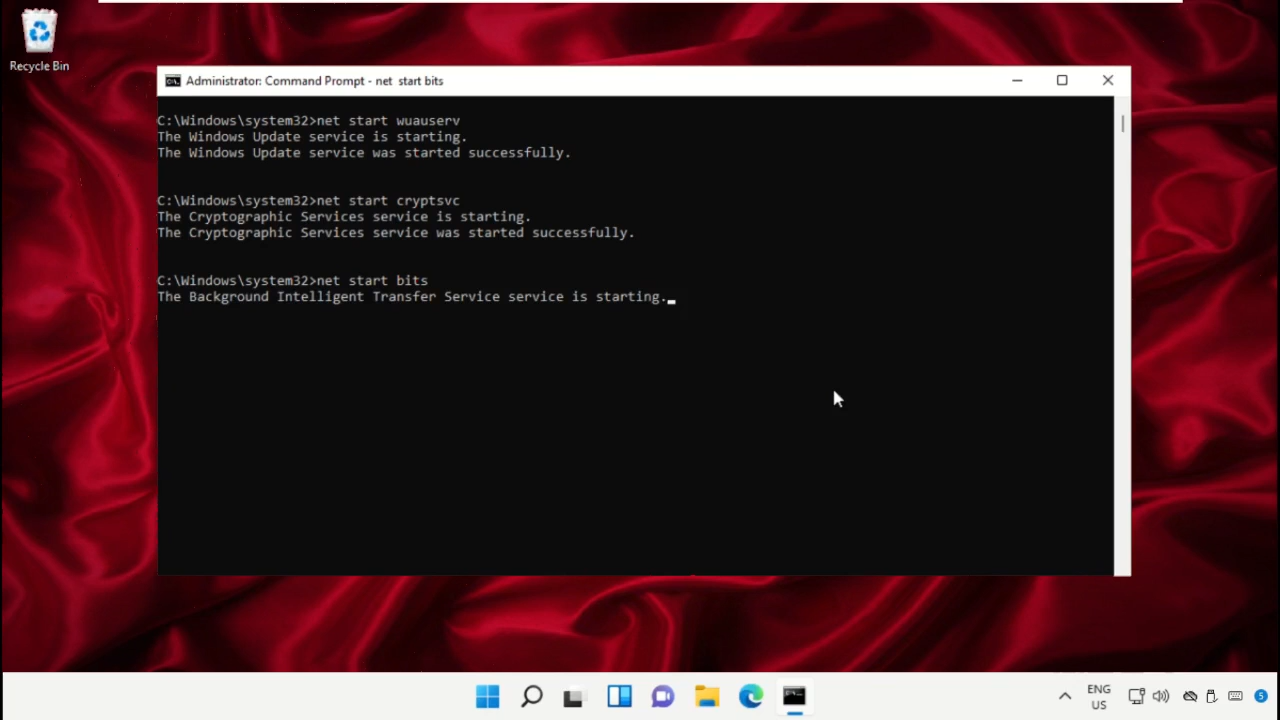 Recycle Bin
Administrator: Command Prompt - net  start bits
C:\Windows\system32>net start wuauserv
The Windows Update service is starting.
The Windows Update service was started successfully.
C:\Windows\system32>net start cryptsvc
The Cryptographic Services service is starting.
The Cryptographic Services service was started successfully.
C:\Windows\system32>net start bits
The Background Intelligent Transfer Service service is starting.
ENG
US
5